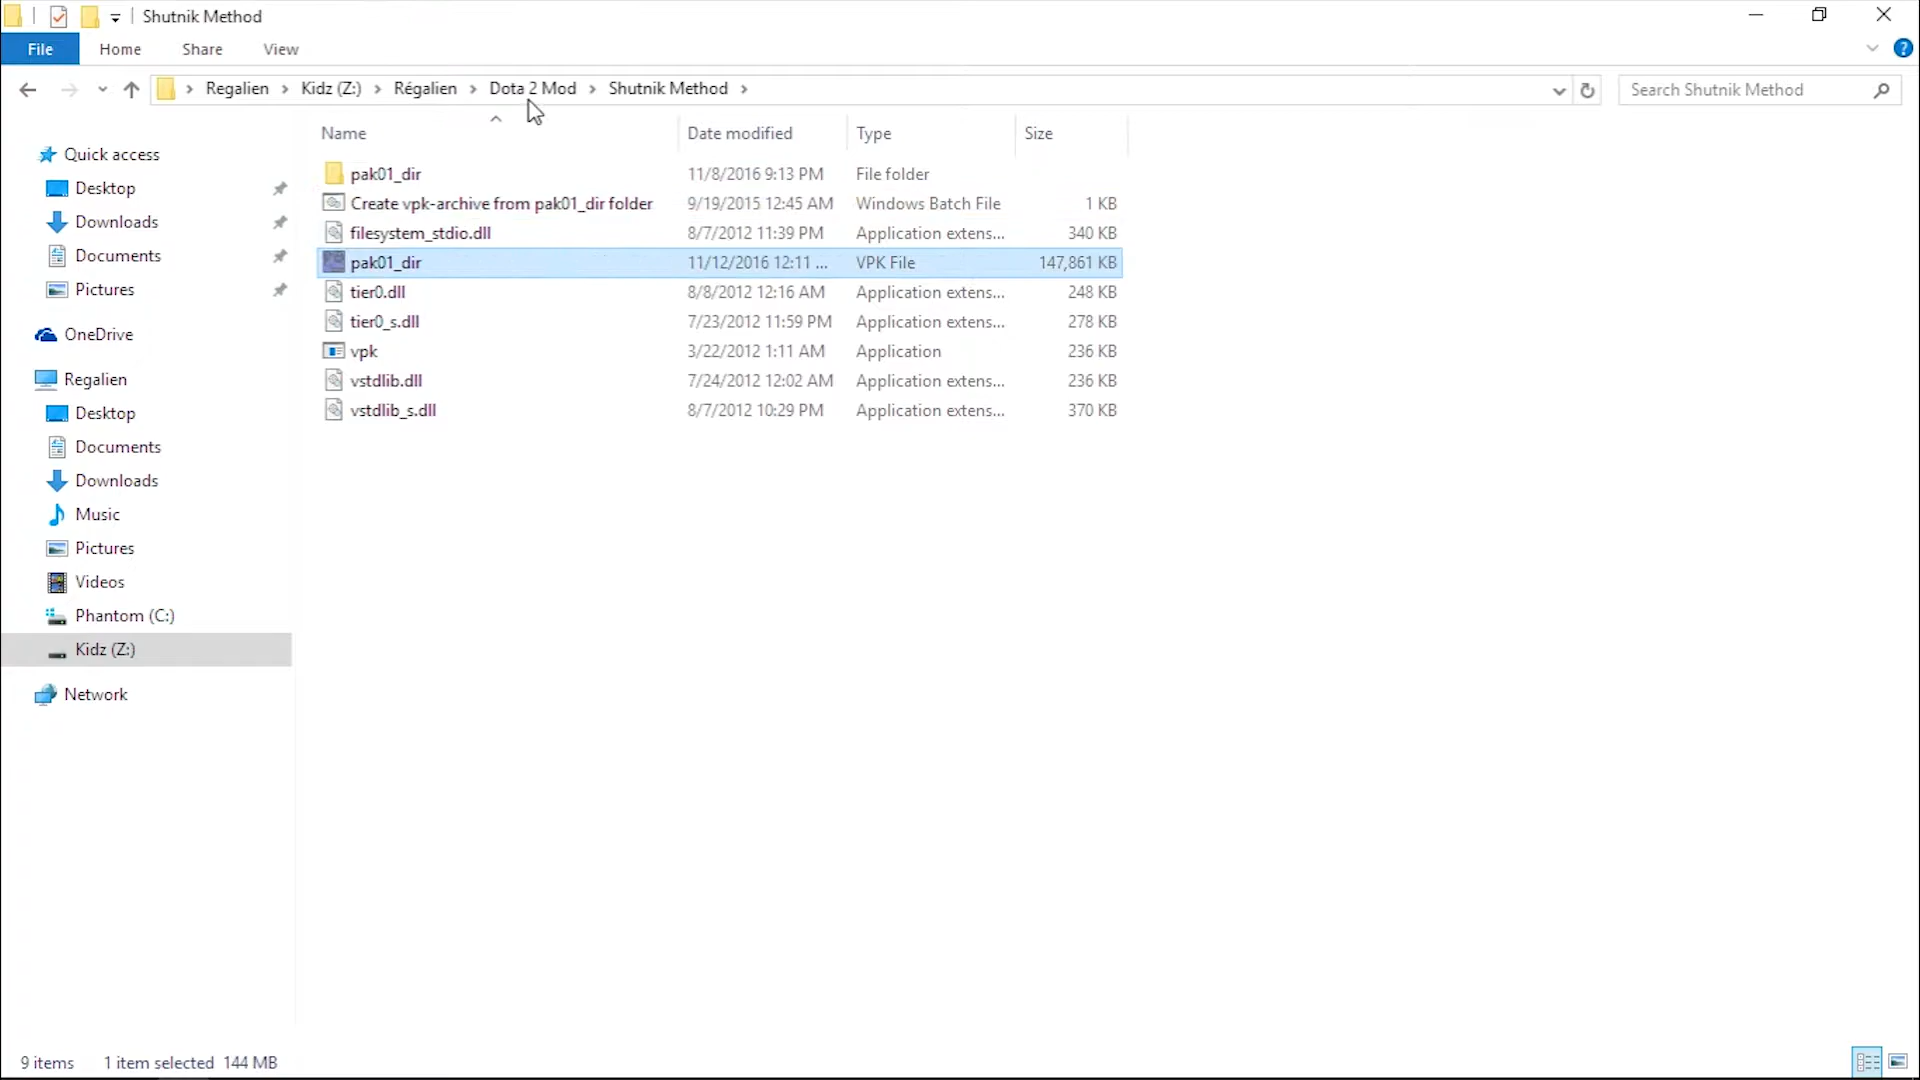 Shutnik Method
File Home Share View
Regalien Kidz (Z:) Régalien Dota 2 Mod Shutnik Method Search Shutnik Method
Name Date modified Type Size
Quick access
Desktop
Downloads
Documents
Pictures
OneDrive
Regalien
Desktop
Documents
Downloads
Music
Pictures
Videos
Phantom (C:)
Kidz (Z:)
Network
pak01_dir 11/8/2016 9:13 PM File folder
Create vpk-archive from pak01_dir folder 9/19/2015 12:45 AM Windows Batch File 1 KB
filesystem_stdio.dll 8/7/2012 11:39 PM Application extens... 340 KB
pak01_dir 11/12/2016 12:11 ... VPK File 147,861 KB
tier0.dll 8/8/2012 12:16 AM Application extens... 248 KB
tier0_s.dll 7/23/2012 11:59 PM Application extens... 278 KB
vpk 3/22/2012 1:11 AM Application 236 KB
vstdlib.dll 7/24/2012 12:02 AM Application extens... 236 KB
vstdlib_s.dll 8/7/2012 10:29 PM Application extens... 370 KB
9 items 1 item selected 144 MB